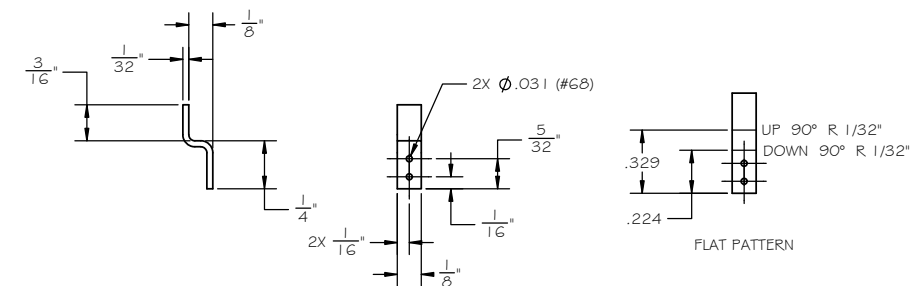 1/8"
1/32"
3/16"
1/4"
2X Ø.031 (#68)
5/32"
1/16"
2X 1/16"
1/8"
UP 90° R 1/32"
DOWN 90° R 1/32"
.329
.224
FLAT PATTERN